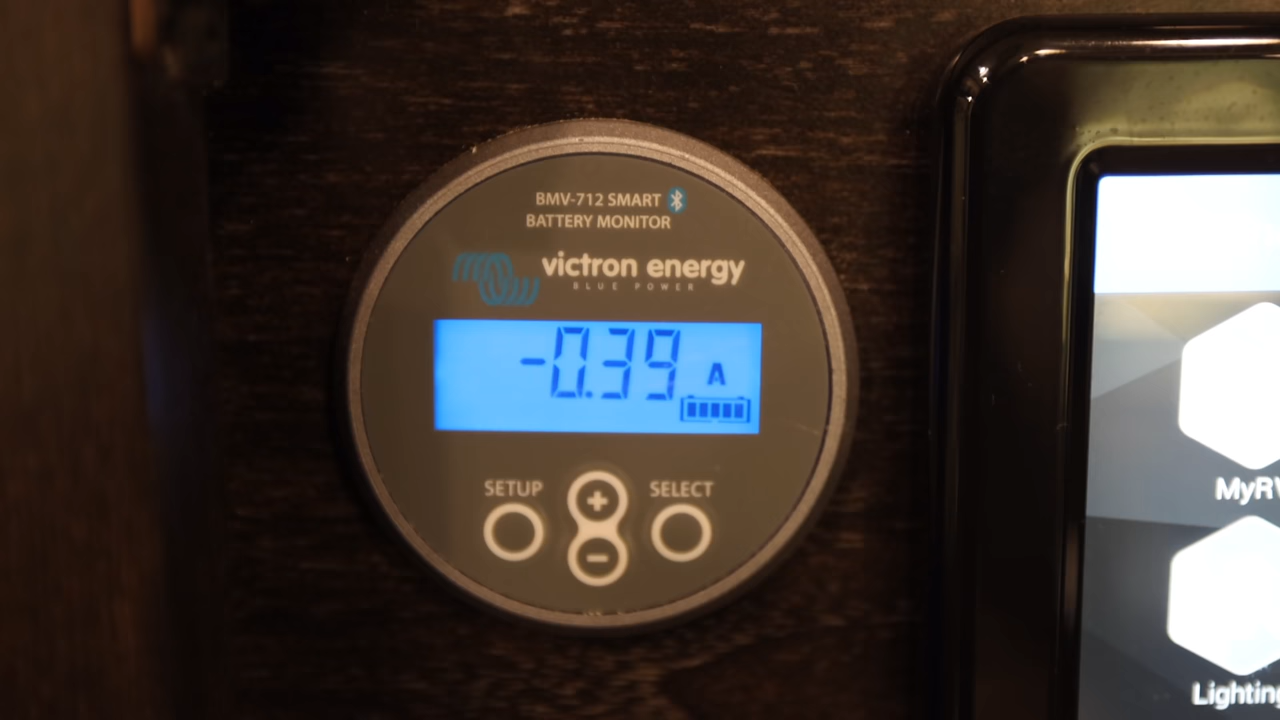 BMV-712 SMART
BATTERY MONITOR
victron energy
BLUE POWER
-0.39 A
SETUP
SELECT
+
-
MyRV
Lighting